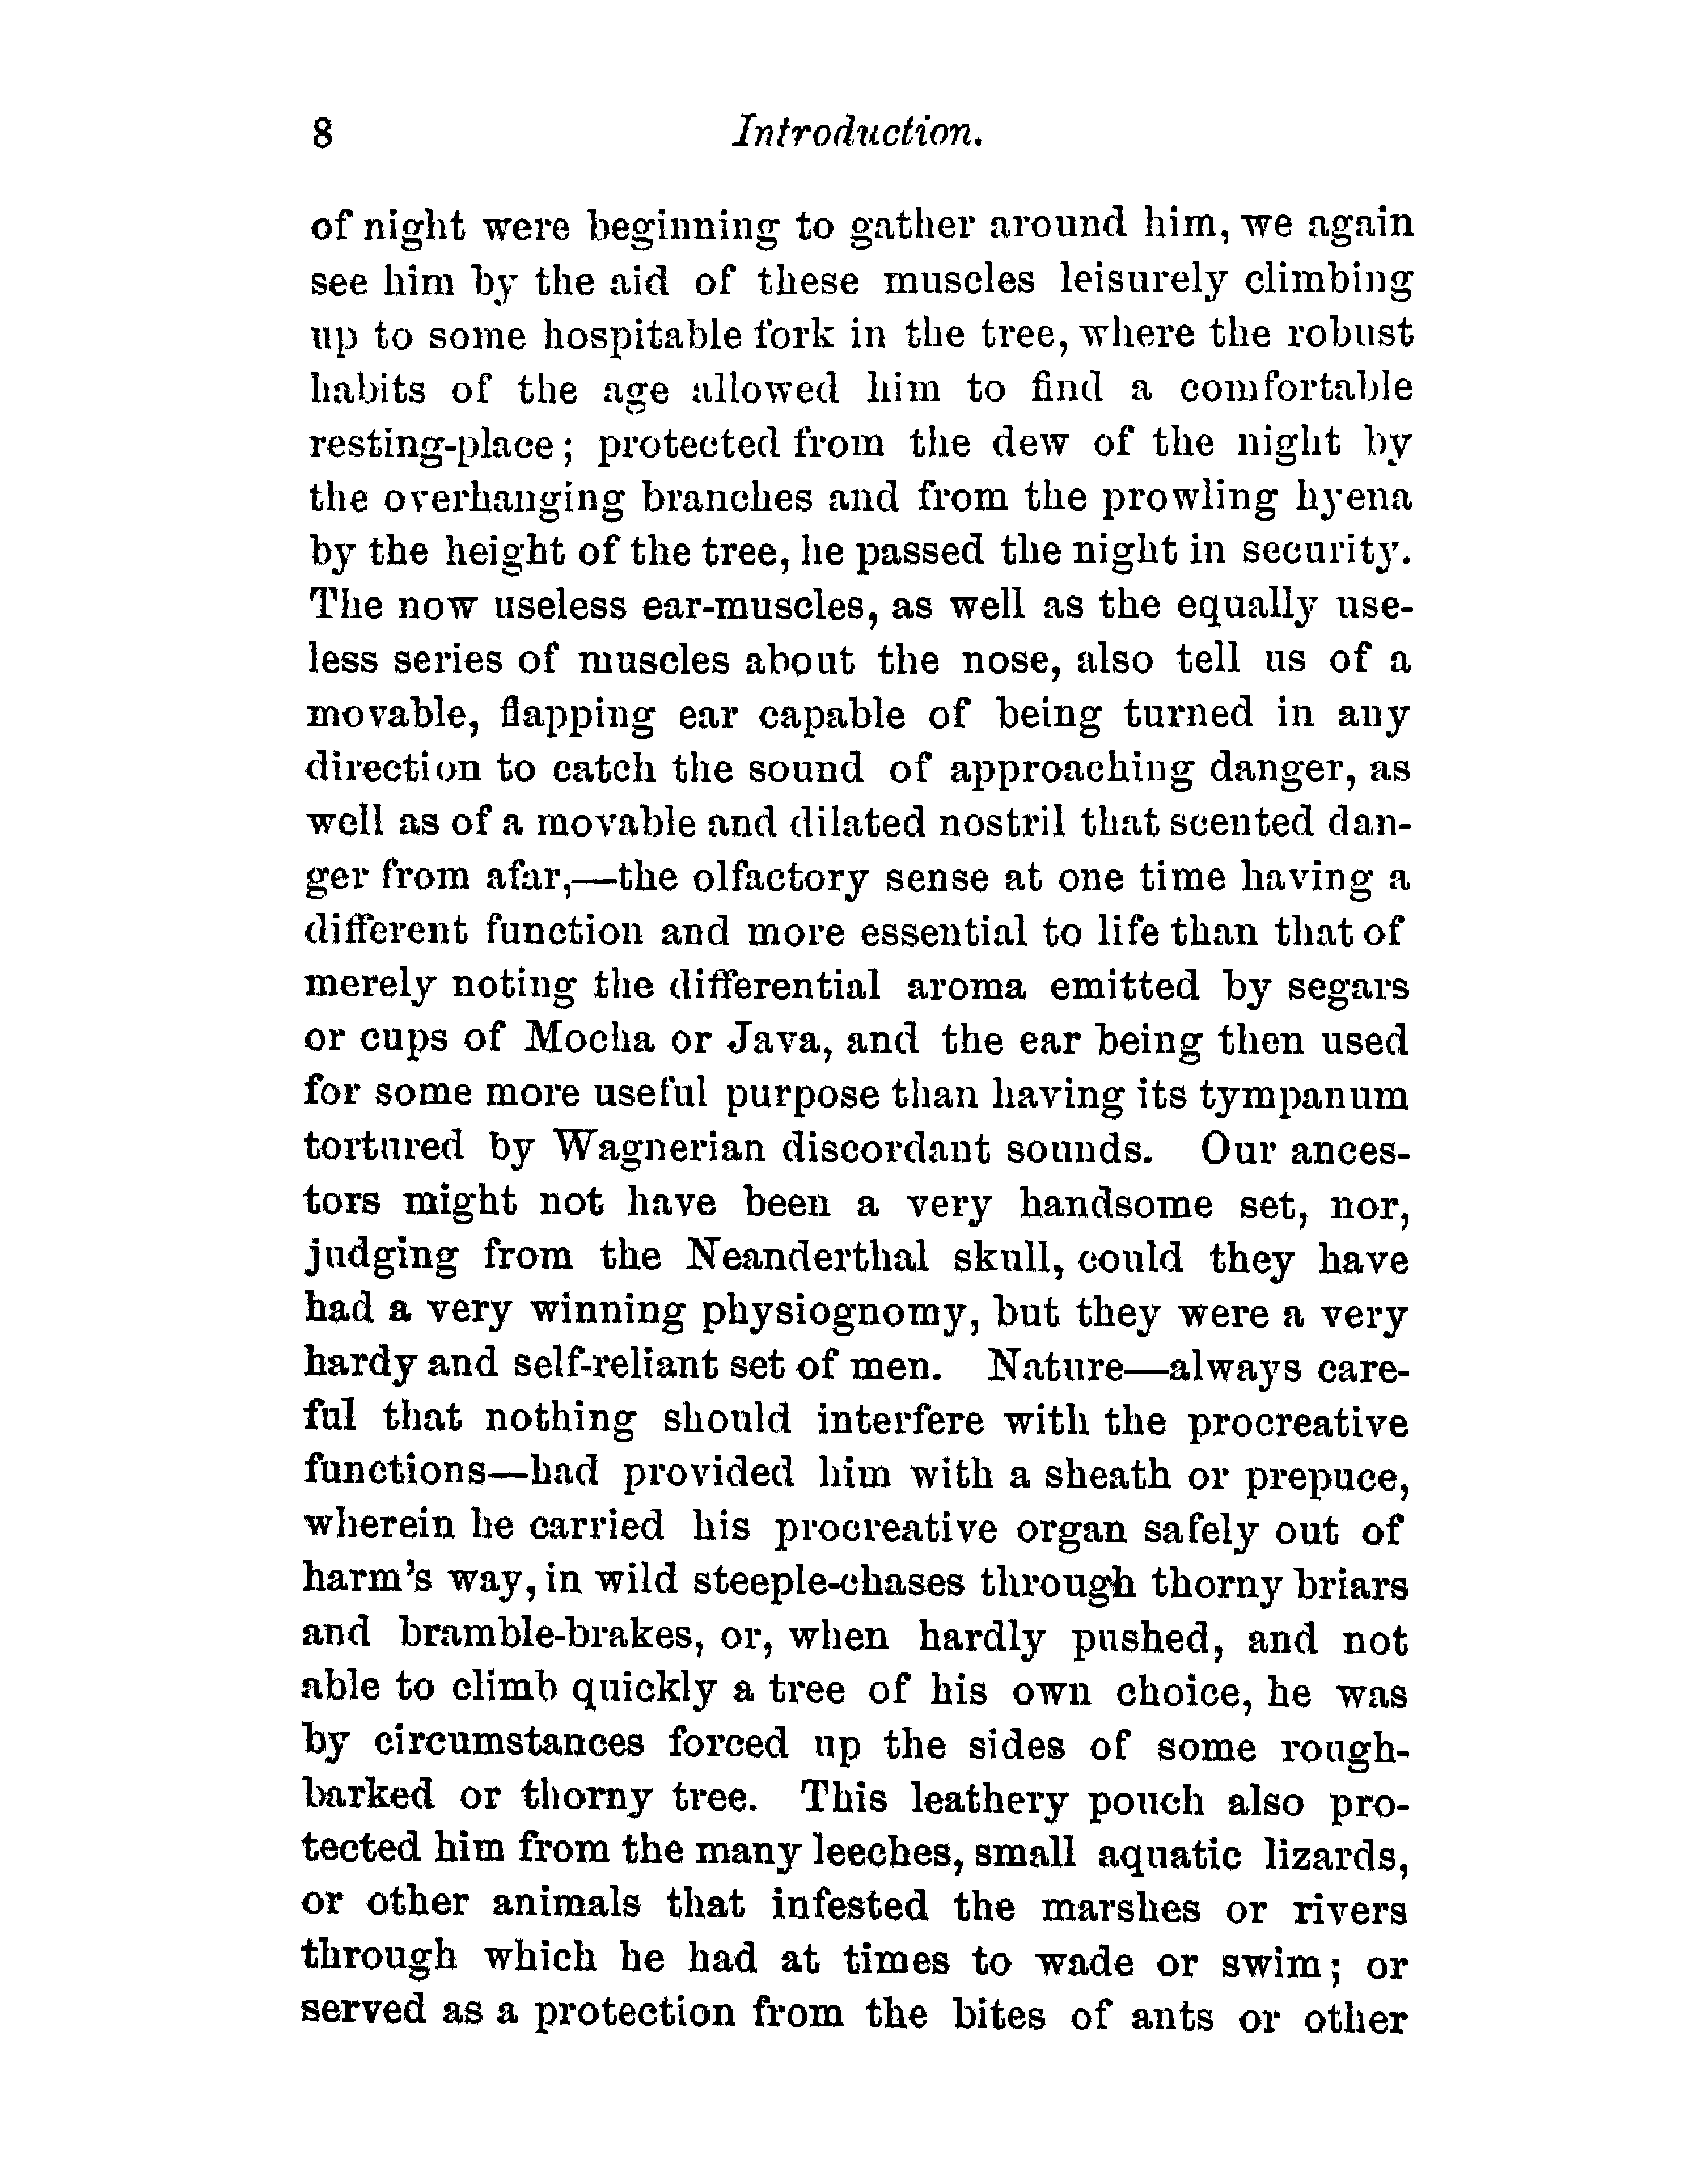 8 Introduction.
of night were beginning to gather around him, we again
see him by the aid of these muscles leisurely climbing
up to some hospitable fork in the tree, where the robust
habits of the age allowed him to find a comfortable
resting-place; protected from the dew of the night by
the overhanging branches and from the prowling hyena
by the height of the tree, he passed the night in security.
The now useless ear-muscles, as well as the equally use-
less series of muscles about the nose, also tell us of a
movable, flapping ear capable of being turned in any
direction to catch the sound of approaching danger, as
well as of a movable and dilated nostril that scented dan-
ger from afar,—the olfactory sense at one time having a
different function and more essential to life than that of
merely noting the differential aroma emitted by segars
or cups of Mocha or Java, and the ear being then used
for some more useful purpose than having its tympanum
tortured by Wagnerian discordant sounds. Our ances-
tors might not have been a very handsome set, nor,
judging from the Neanderthal skull, could they have
had a very winning physiognomy, but they were a very
hardy and self-reliant set of men. Nature—always care-
ful that nothing should interfere with the procreative
functions—had provided him with a sheath or prepuce,
wherein he carried his procreative organ safely out of
harm's way, in wild steeple-chases through thorny briars
and bramble-brakes, or, when hardly pushed, and not
able to climb quickly a tree of his own choice, he was
by circumstances forced up the sides of some rough-
barked or thorny tree. This leathery pouch also pro-
tected him from the many leeches, small aquatic lizards,
or other animals that infested the marshes or rivers
through which he had at times to wade or swim; or
served as a protection from the bites of ants or other